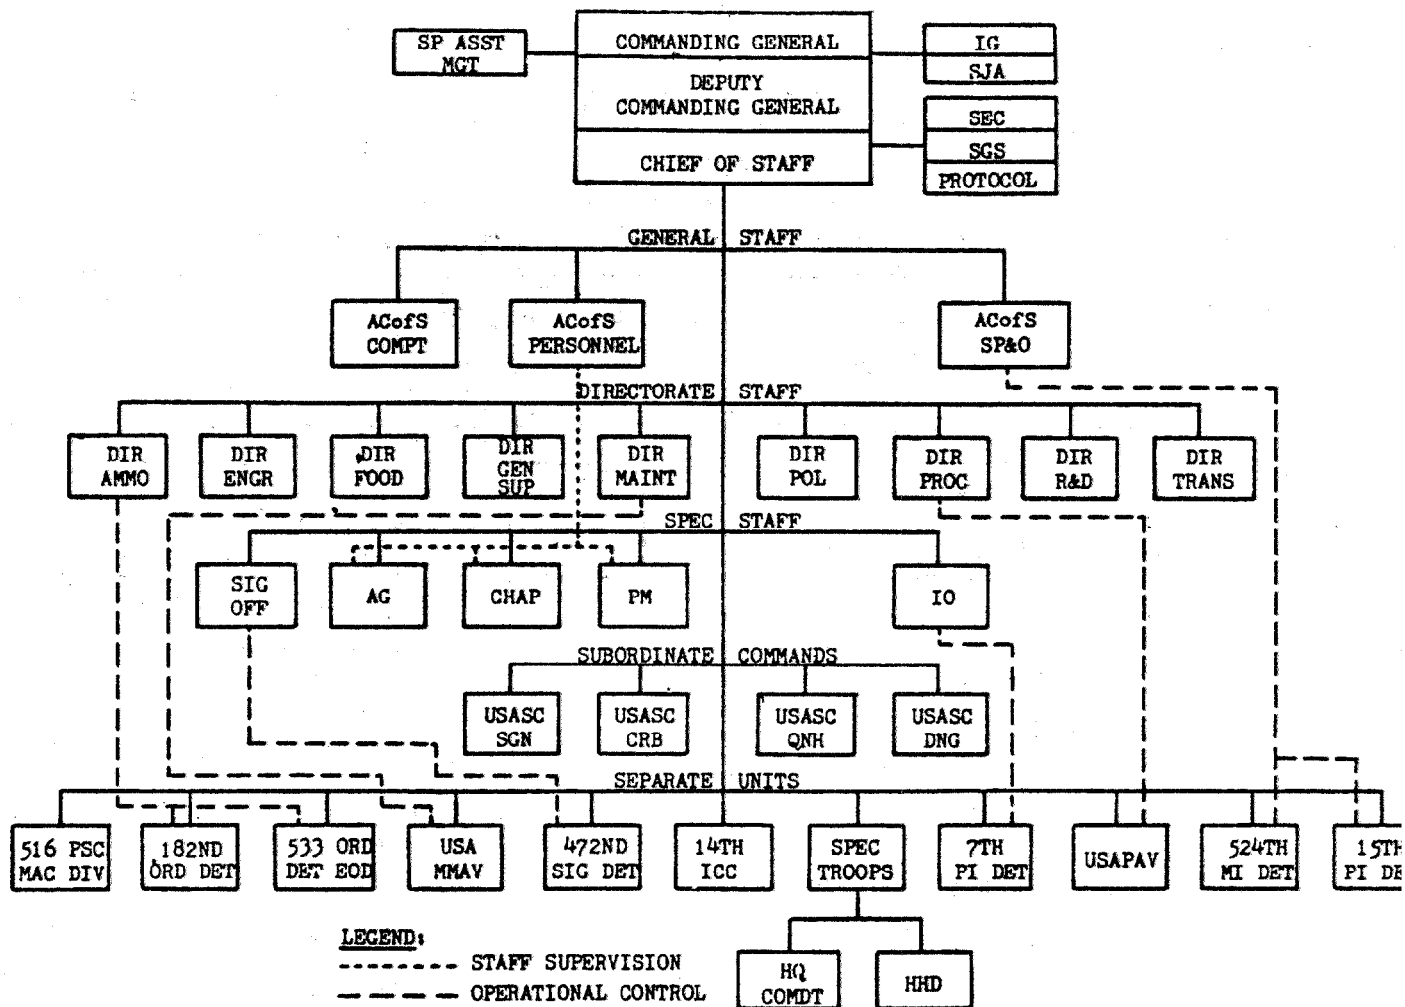 SP ASST
MGT
COMMANDING GENERAL
DEPUTY
COMMANDING GENERAL
CHIEF OF STAFF
IG
SJA
SEC
SGS
PROTOCOL
GENERAL STAFF
ACofS
COMPT
ACofS
PERSONNEL
ACofS
SP&O
DIRECTORATE STAFF
DIR
AMMO
DIR
ENGR
DIR
FOOD
DIR
GEN
SUP
DIR
MAINT
DIR
POL
DIR
PROC
DIR
R&D
DIR
TRANS
SPEC STAFF
SIG
OFF
AG
CHAP
PM
IO
SUBORDINATE COMMANDS
USASC
SGN
USASC
CRB
USASC
QNH
USASC
DNG
SEPARATE UNITS
516 PSC
MAC DIV
182ND
ORD DET
533 ORD
DET EOD
USA
MMAV
472ND
SIG DET
14TH
ICC
SPEC
TROOPS
7TH
PI DET
USAPAV
524TH
MI DET
15TH
PI DE
HQ
COMDT
HHD
LEGEND:
STAFF SUPERVISION
OPERATIONAL CONTROL